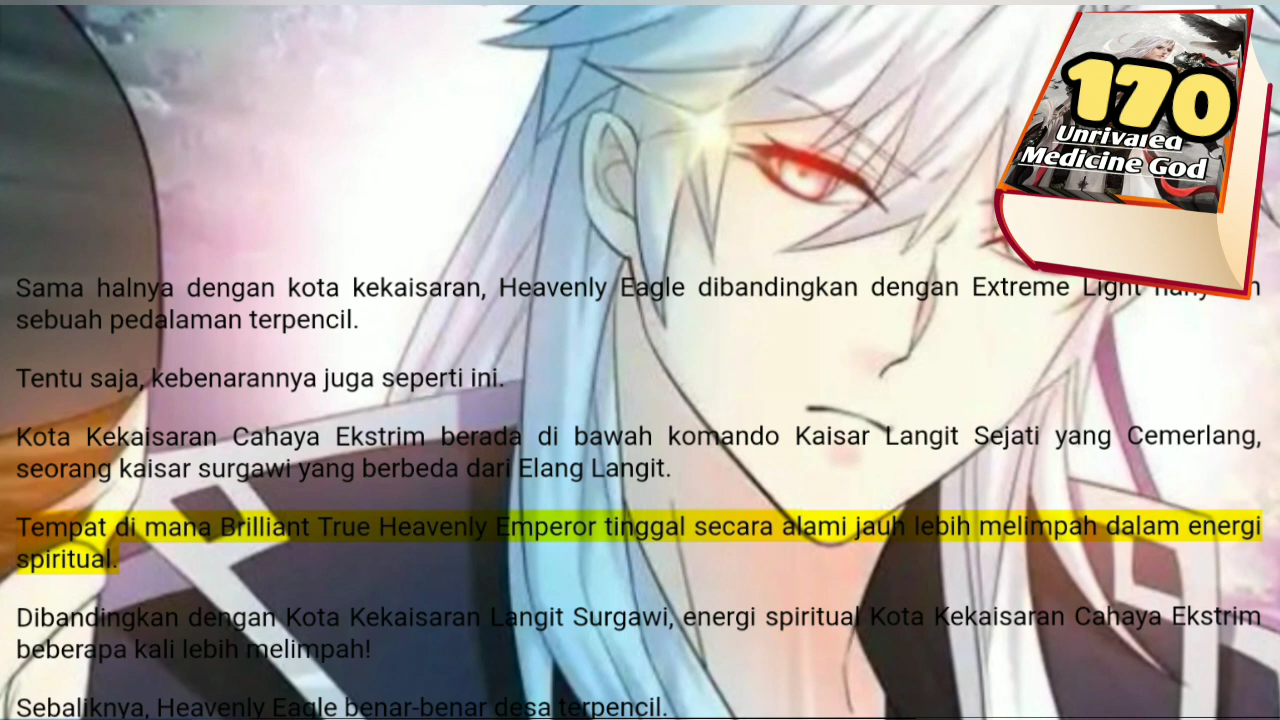 170
Unrivaled
Medicine God
Sama halnya dengan kota kekaisaran, Heavenly Eagle dibandingkan dengan Extreme Light
sebuah pedalaman terpencil.
Tentu saja, kebenarannya juga seperti ini.
Kota Kekaisaran Cahaya Ekstrim berada di bawah komando Kaisar Langit Sejati yang Cemerlang,
seorang kaisar surgawi yang berbeda dari Elang Langit.
Tempat di mana Brilliant True Heavenly Emperor tinggal secara alami jauh lebih melimpah dalam energi
spiritual.
Dibandingkan dengan Kota Kekaisaran Langit Surgawi, energi spiritual Kota Kekaisaran Cahaya Ekstrim
beberapa kali lebih melimpah!
Sebaliknya, Heavenly Eagle benar-benar desa terpencil.